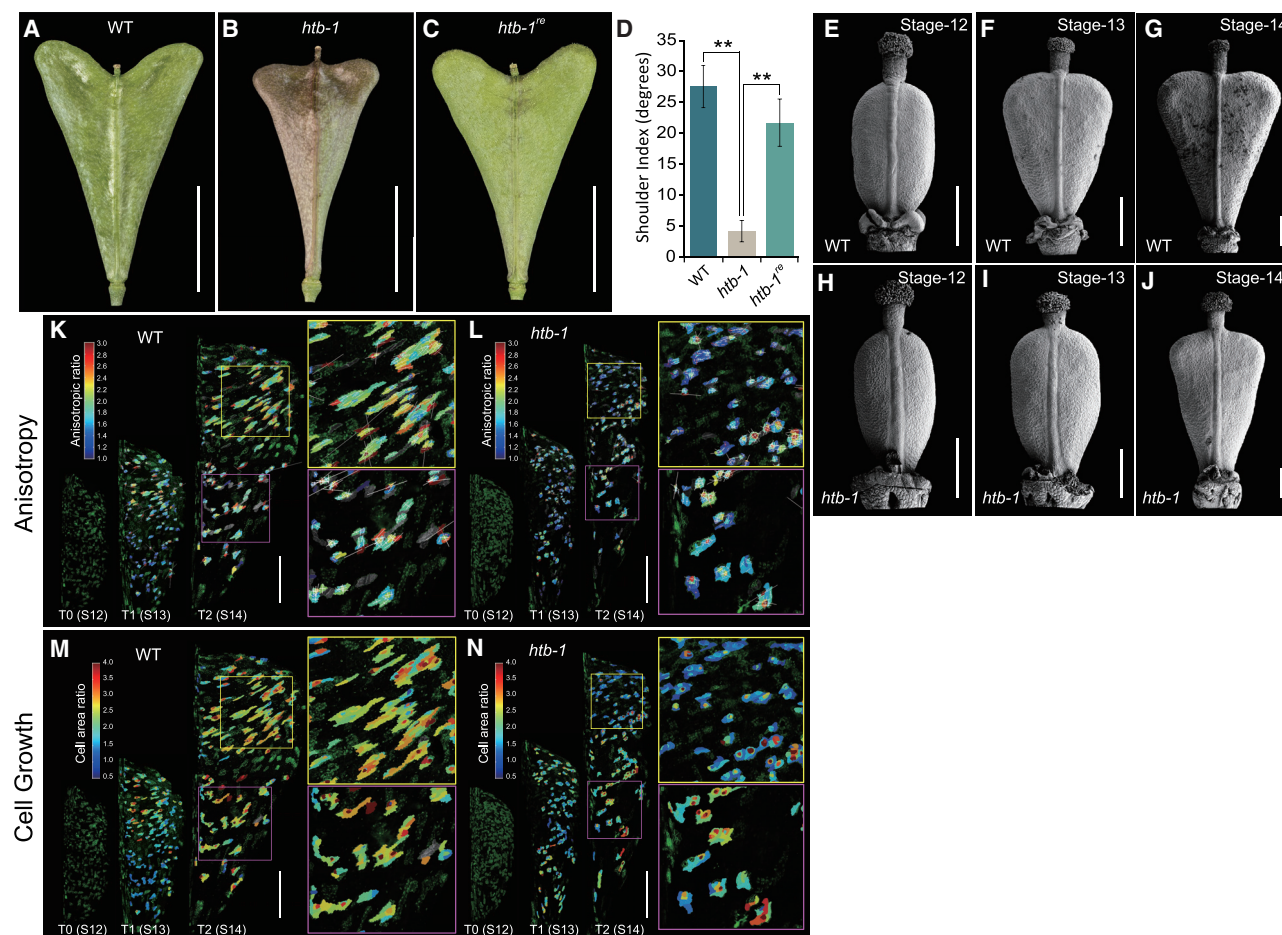 A WT
B htb-1
C htb-1re
D
Shoulder Index (degrees)
35
30
25
20
15
10
5
0
**
**
WT
htb-1
htb-1re
E Stage-12
WT
F Stage-13
WT
G Stage-14
WT
H Stage-12
htb-1
I Stage-13
htb-1
J Stage-14
htb-1
Anisotropy
K WT
Anisotropic ratio
3.0
2.8
2.6
2.4
2.2
2.0
1.8
1.6
1.4
1.2
1.0
T0 (S12) T1 (S13) T2 (S14)
L htb-1
Anisotropic ratio
3.0
2.8
2.6
2.4
2.2
2.0
1.8
1.6
1.4
1.2
1.0
T0 (S12) T1 (S13) T2 (S14)
Cell Growth
M WT
Cell area ratio
4.0
3.5
3.0
2.5
2.0
1.5
1.0
0.5
T0 (S12) T1 (S13) T2 (S14)
N htb-1
Cell area ratio
4.0
3.5
3.0
2.5
2.0
1.5
1.0
0.5
T0 (S12) T1 (S13) T2 (S14)